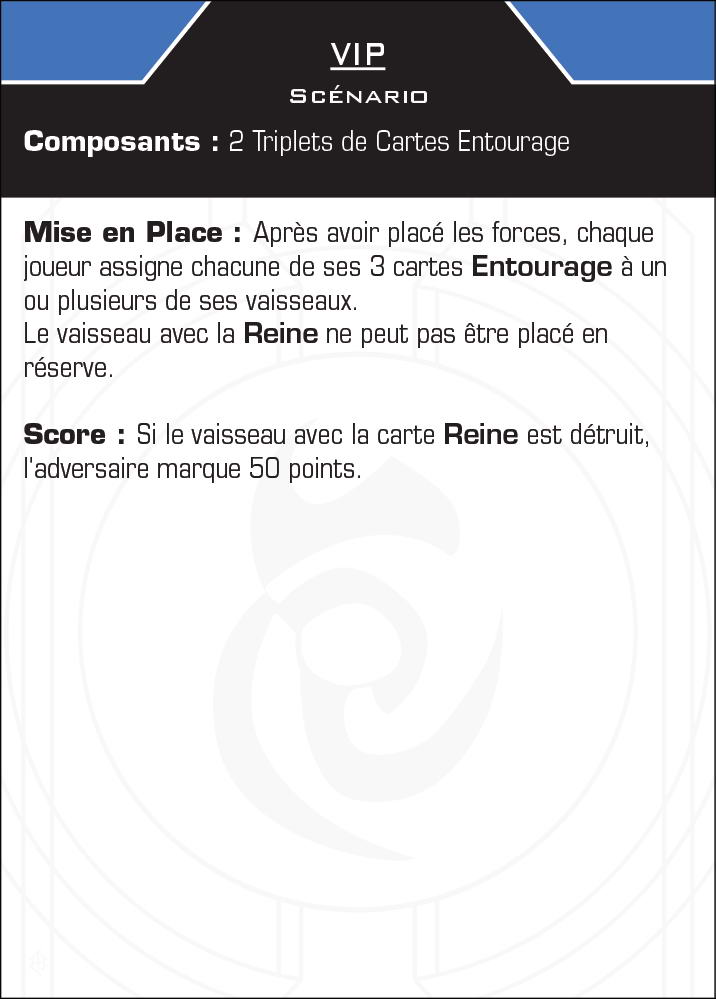 VIP
Scénario
Composants : 2 Triplets de Cartes Entourage
Mise en Place : Après avoir placé les forces, chaque
joueur assigne chacune de ses 3 cartes Entourage à un
ou plusieurs de ses vaisseaux.
Le vaisseau avec la Reine ne peut pas être placé en
réserve.
Score : Si le vaisseau avec la carte Reine est détruit,
l'adversaire marque 50 points.